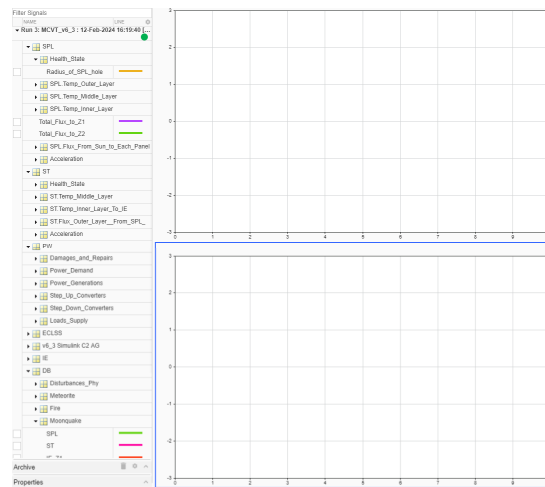 Filter Signals
NAME LINE
Run 3: MCVT_v6_3 : 12-Feb-2024 16:19:40 [...
SPL
Health_State
Radius_of_SPL_hole
SPL.Temp_Outer_Layer
SPL.Temp_Middle_Layer
SPL.Temp_Inner_Layer
Total_Flux_to_Z1
Total_Flux_to_Z2
SPL.Flux_From_Sun_to_Each_Panel
Acceleration
ST
Health_State
ST.Temp_Middle_Layer
ST.Temp_Inner_Layer_To_IE
ST.Flux_Outer_Layer__From_SPL_
Acceleration
PW
Damages_and_Repairs
Power_Demand
Power_Generations
Step_Up_Converters
Step_Down_Converters
Loads_Supply
ECLSS
v6_3 Simulink C2 AG
IE
DB
Disturbances_Phy
Meteorite
Fire
Moonquake
SPL
ST
Archive
Properties
3
2
1
0
-1
-2
-3
0 1 2 3 4 5 6 7 8 9
3
2
1
0
-1
-2
-3
0 1 2 3 4 5 6 7 8 9